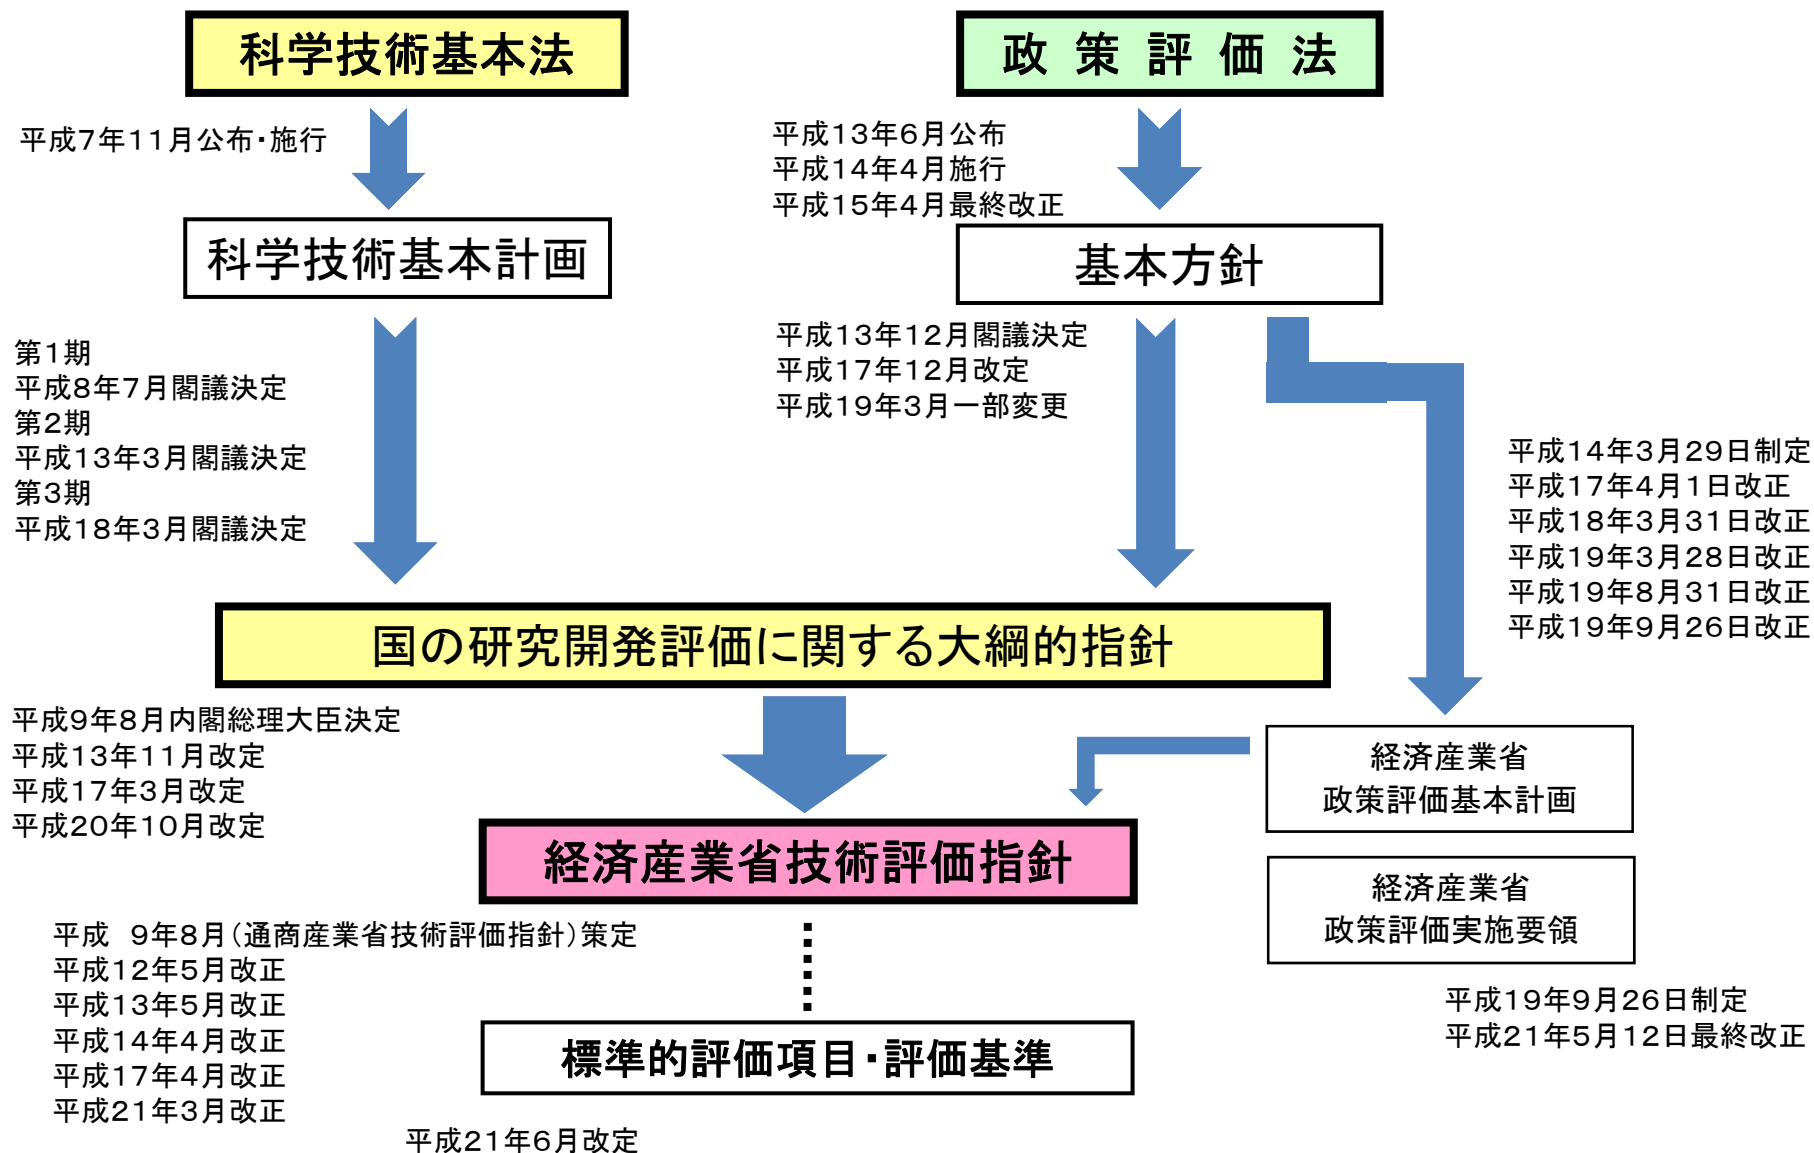 科学技術基本法
政策評価法
平成7年11月公布・施行
平成13年6月公布
平成14年4月施行
平成15年4月最終改正
科学技術基本計画
基本方針
第1期
平成8年7月閣議決定
第2期
平成13年3月閣議決定
第3期
平成18年3月閣議決定
平成13年12月閣議決定
平成17年12月改定
平成19年3月一部変更
平成14年3月29日制定
平成17年4月1日改正
平成18年3月31日改正
平成19年3月28日改正
平成19年8月31日改正
平成19年9月26日改正
国の研究開発評価に関する大綱的指針
平成9年8月内閣総理大臣決定
平成13年11月改定
平成17年3月改定
平成20年10月改定
経済産業省
政策評価基本計画
経済産業省技術評価指針
経済産業省
政策評価実施要領
平成　9年8月（通商産業省技術評価指針）策定
平成12年5月改正
平成13年5月改正
平成14年4月改正
平成17年4月改正
平成21年3月改正
平成19年9月26日制定
平成21年5月12日最終改正
標準的評価項目・評価基準
平成21年6月改定